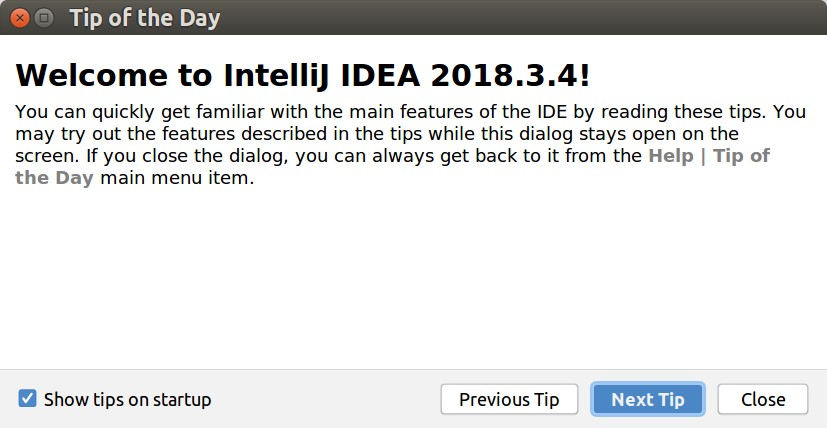 Tip of the Day
Welcome to IntelliJ IDEA 2018.3.4!
You can quickly get familiar with the main features of the IDE by reading these tips. You
may try out the features described in the tips while this dialog stays open on the
screen. If you close the dialog, you can always get back to it from the Help | Tip of
the Day main menu item.
Show tips on startup
Previous Tip
Next Tip
Close